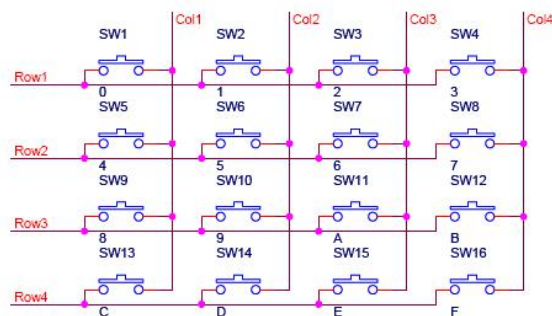 Col1 Col2 Col3 Col4
SW1 SW2 SW3 SW4
Row1
0 1 2 3
SW5 SW6 SW7 SW8
Row2
4 5 6 7
SW9 SW10 SW11 SW12
Row3
8 9 A B
SW13 SW14 SW15 SW16
Row4
C D E F